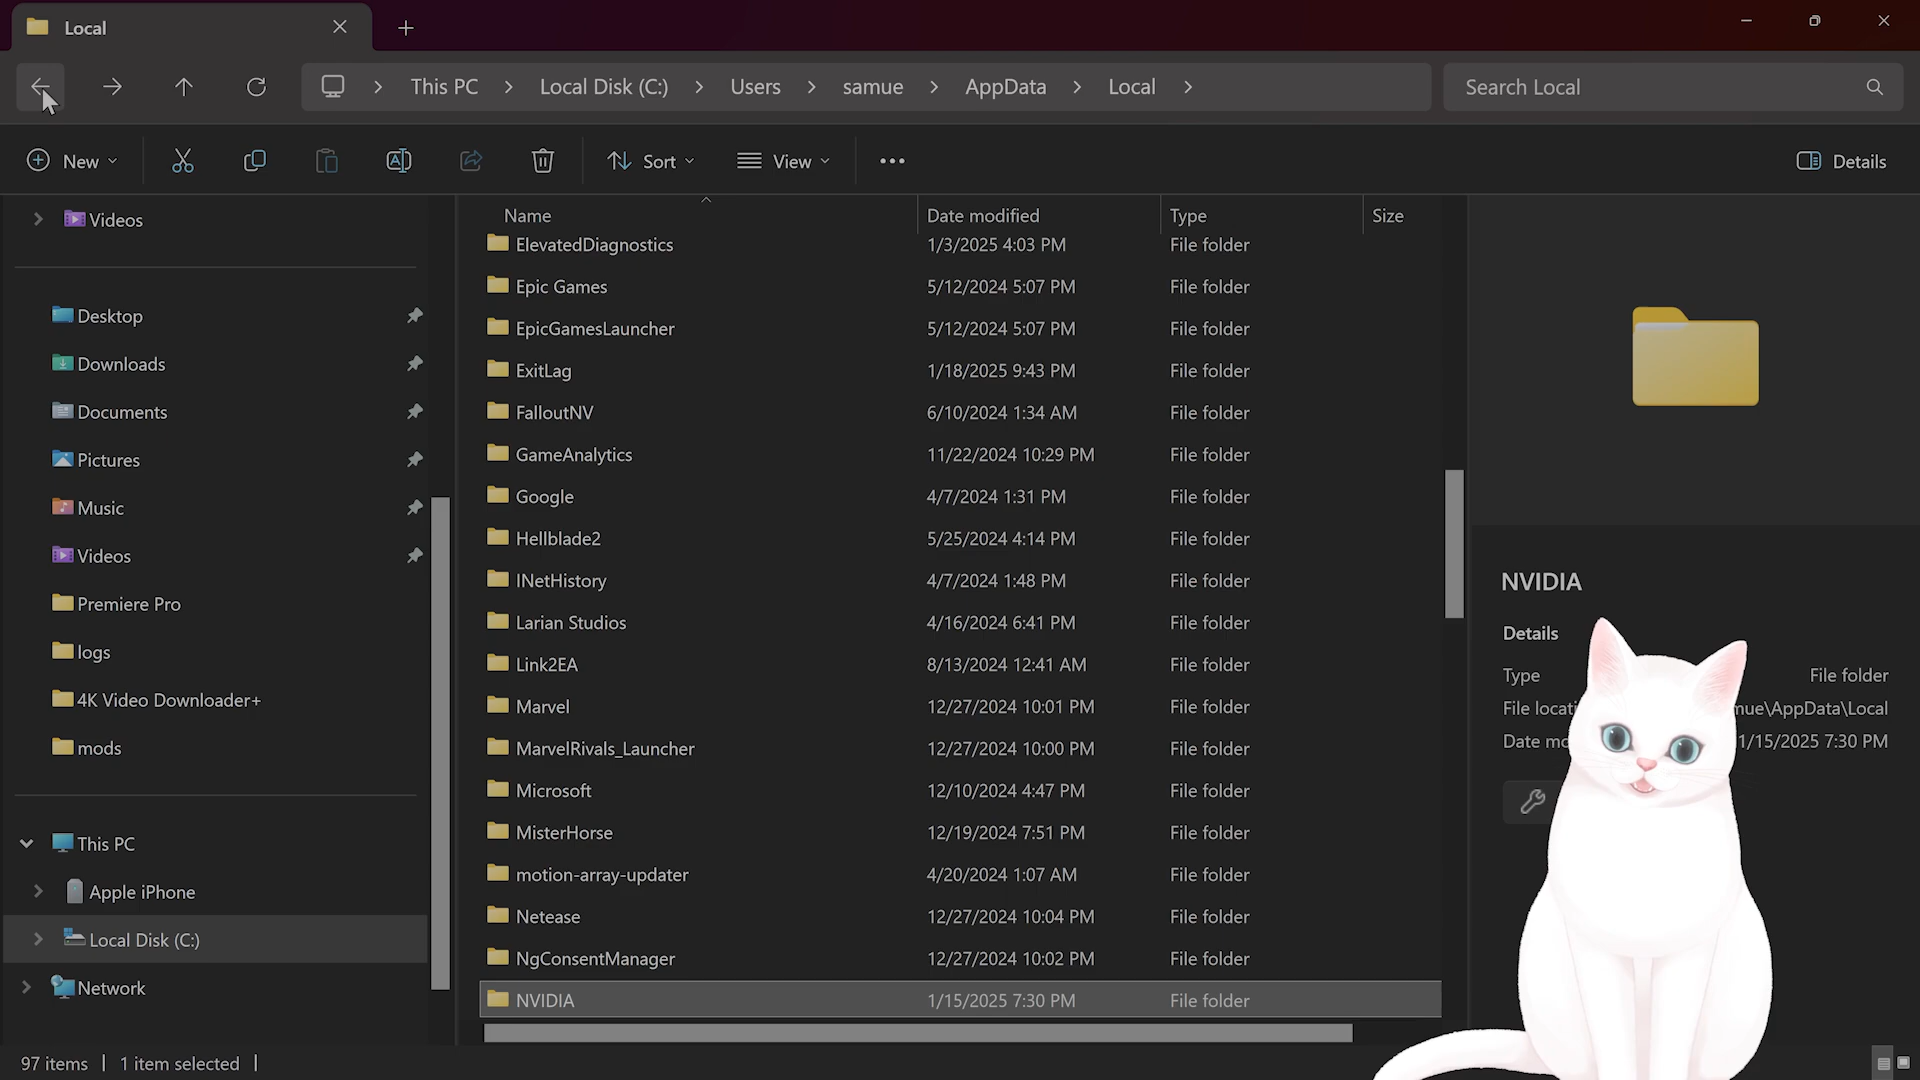 Local
This PC
Local Disk (C:)
Users
samue
AppData
Local
Search Local
New
Sort
View
Details
Videos
Desktop
Downloads
Documents
Pictures
Music
Videos
Premiere Pro
logs
4K Video Downloader+
mods
This PC
Apple iPhone
Local Disk (C:)
Network
Name Date modified Type Size
ElevatedDiagnostics 1/3/2025 4:03 PM File folder
Epic Games 5/12/2024 5:07 PM File folder
EpicGamesLauncher 5/12/2024 5:07 PM File folder
ExitLag 1/18/2025 9:43 PM File folder
FalloutNV 6/10/2024 1:34 AM File folder
GameAnalytics 11/22/2024 10:29 PM File folder
Google 4/7/2024 1:31 PM File folder
Hellblade2 5/25/2024 4:14 PM File folder
INetHistory 4/7/2024 1:48 PM File folder
Larian Studios 4/16/2024 6:41 PM File folder
Link2EA 8/13/2024 12:41 AM File folder
Marvel 12/27/2024 10:01 PM File folder
MarvelRivals_Launcher 12/27/2024 10:00 PM File folder
Microsoft 12/10/2024 4:47 PM File folder
MisterHorse 12/19/2024 7:51 PM File folder
motion-array-updater 4/20/2024 1:07 AM File folder
Netease 12/27/2024 10:04 PM File folder
NgConsentManager 12/27/2024 10:02 PM File folder
NVIDIA 1/15/2025 7:30 PM File folder
NVIDIA
Details
Type File folder
File locati mue\AppData\Local
Date mo 1/15/2025 7:30 PM
97 items
1 item selected